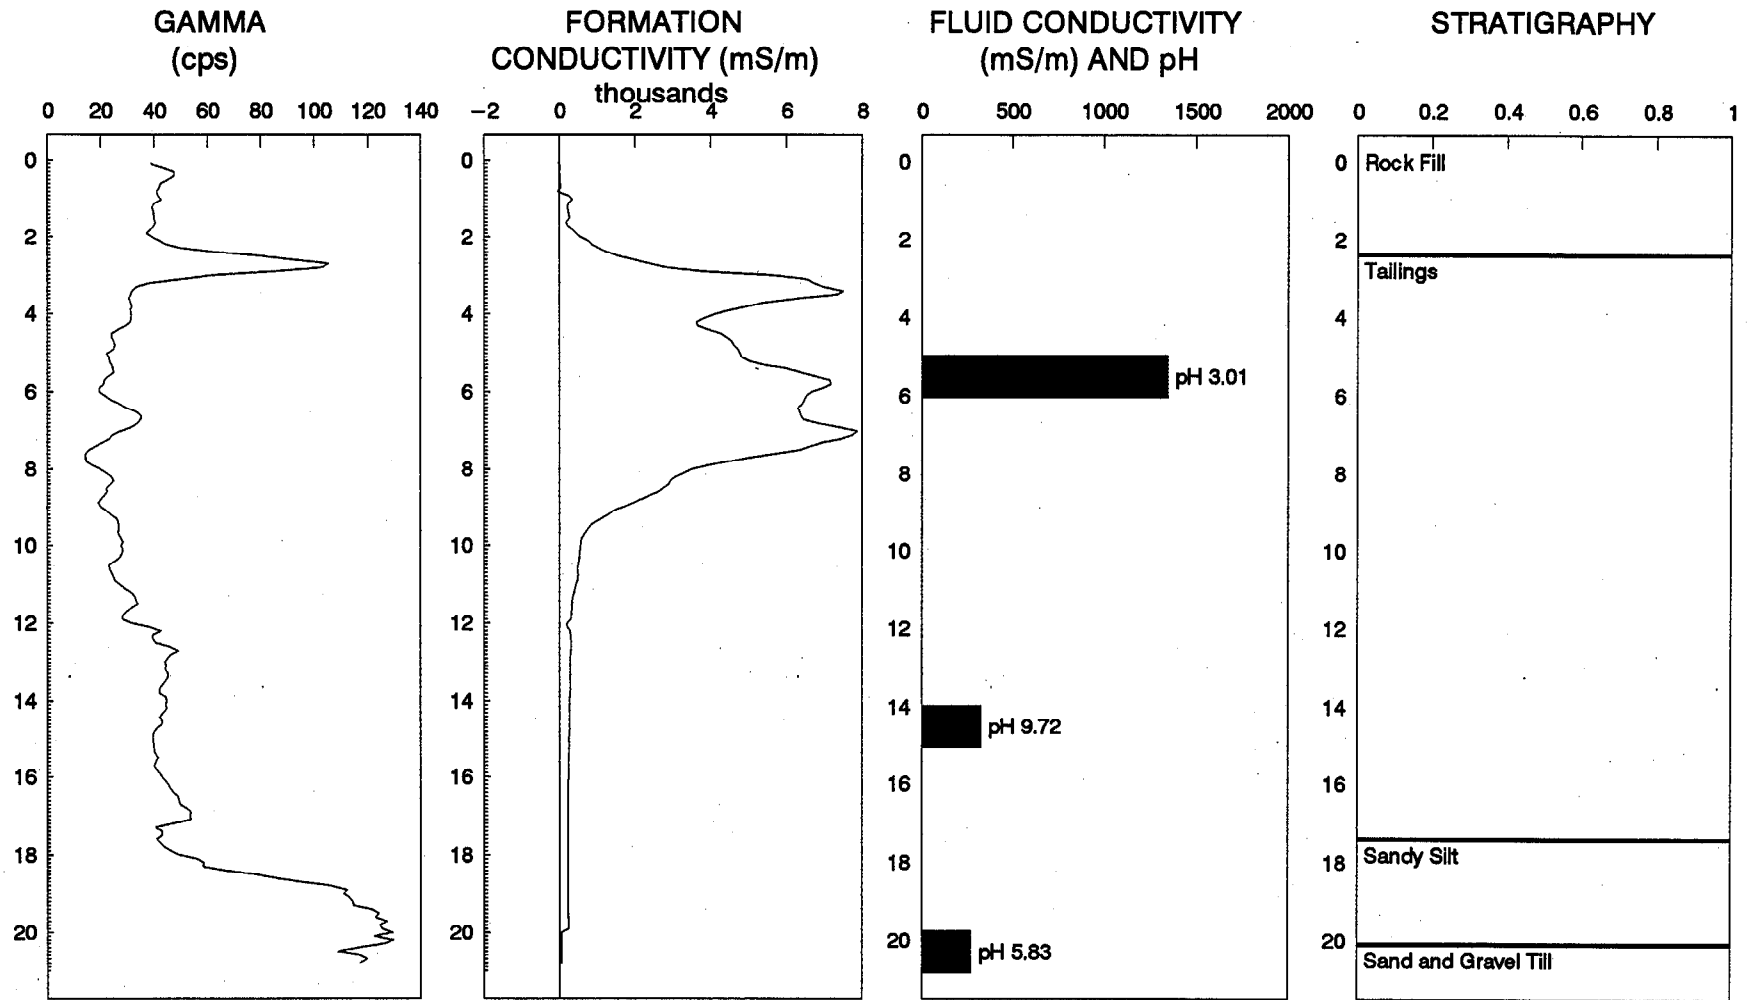 GAMMA
(cps)
0 20 40 60 80 100 120 140
0
2
4
6
8
10
12
14
16
18
20
FORMATION
CONDUCTIVITY (mS/m)
thousands
-2 0 2 4 6 8
0
2
4
6
8
10
12
14
16
18
20
FLUID CONDUCTIVITY
(mS/m) AND pH
0 500 1000 1500 2000
0
2
4
6
8
10
12
14
16
18
20
pH 3.01
pH 9.72
pH 5.83
STRATIGRAPHY
0 0.2 0.4 0.6 0.8 1
0
2
4
6
8
10
12
14
16
18
20
Rock Fill
Tailings
Sandy Silt
Sand and Gravel Till